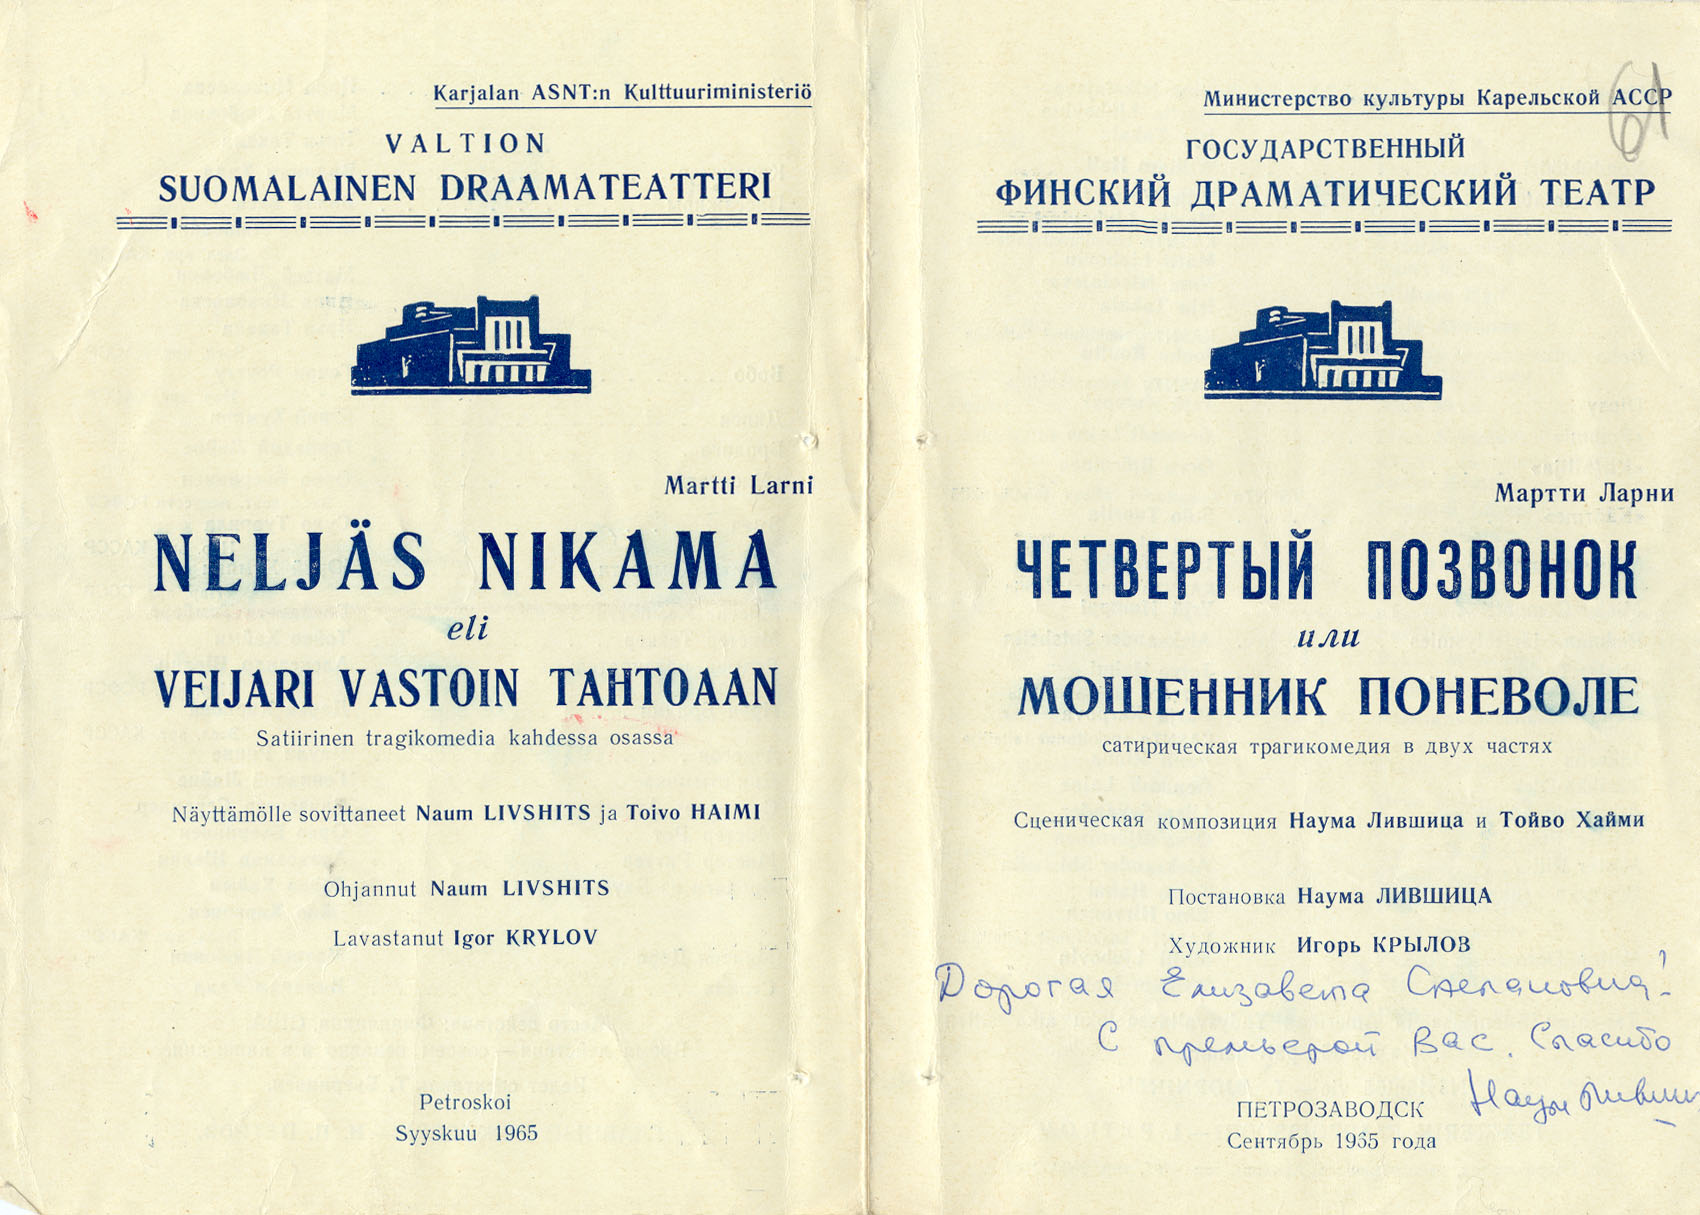 Karjalan ASNT:n Kulttuuriministeriö
VALTION
SUOMALAINEN DRAAMATEATTERI
Martti Larni
NELJÄS NIKAMA
eli
VEIJARI VASTOIN TAHTOAAN
Satiirinen tragikomedia kahdessa osassa
Näyttämölle sovittaneet Naum LIVSHITS ja Toivo HAIMI
Ohjannut Naum LIVSHITS
Lavastanut Igor KRYLOV
Petroskoi
Syyskuu 1965
61
Министерство культуры Карельской АССР
ГОСУДАРСТВЕННЫЙ
ФИНСКИЙ ДРАМАТИЧЕСКИЙ ТЕАТР
Мартти Ларни
ЧЕТВЕРТЫЙ ПОЗВОНОК
или
МОШЕННИК ПОНЕВОЛЕ
сатирическая трагикомедия в двух частях
Сценическая композиция Наума Лившица и Тойво Хайми
Постановка Наума ЛИВШИЦА
Художник Игорь КРЫЛОВ
Дорогая Елизавета Степановна!
С премьерой Вас. Спасибо
Наум Лившиц
ПЕТРОЗАВОДСК
Сентябрь 1965 года